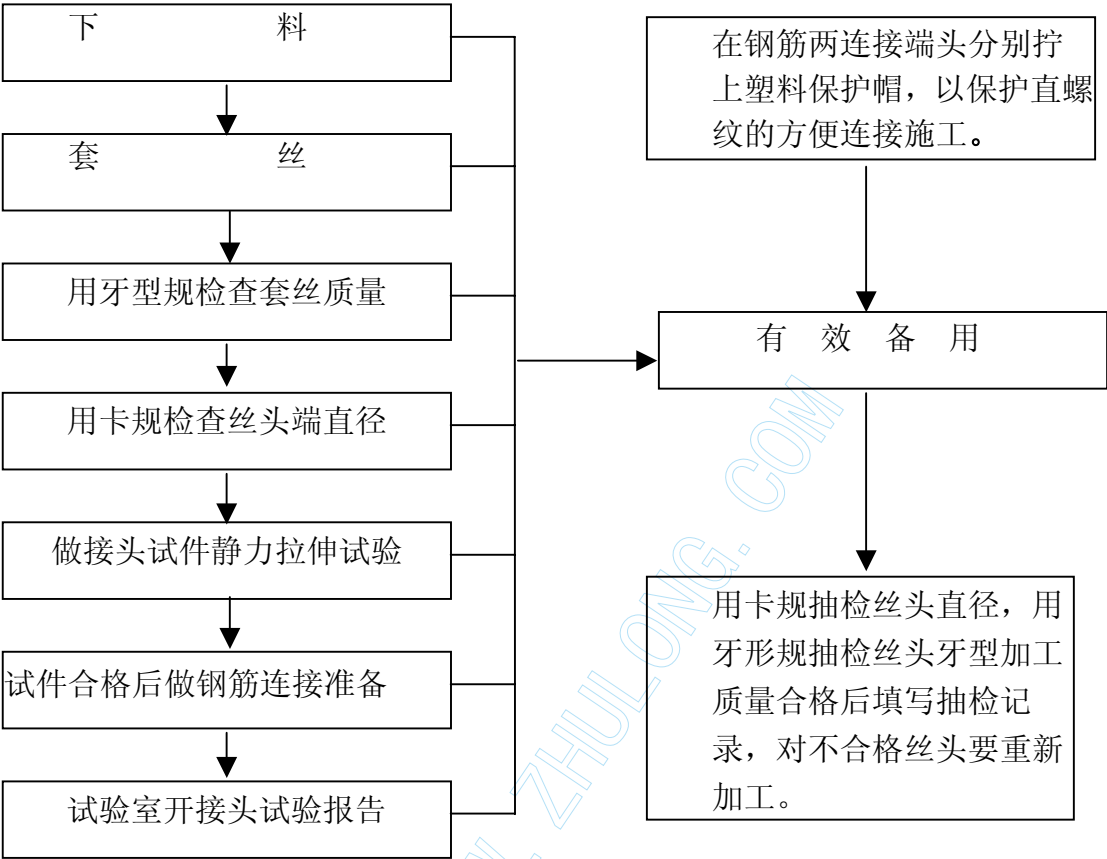 下 料
套 丝
用牙型规检查套丝质量
用卡规检查丝头端直径
做接头试件静力拉伸试验
试件合格后做钢筋连接准备
试验室开接头试验报告
在钢筋两连接端头分别拧
上塑料保护帽，以保护直螺
纹的方便连接施工。
有 效 备 用
用卡规抽检丝头直径，用
牙形规抽检丝头牙型加工
质量合格后填写抽检记
录，对不合格丝头要重新
加工。
ZHULONG. COM